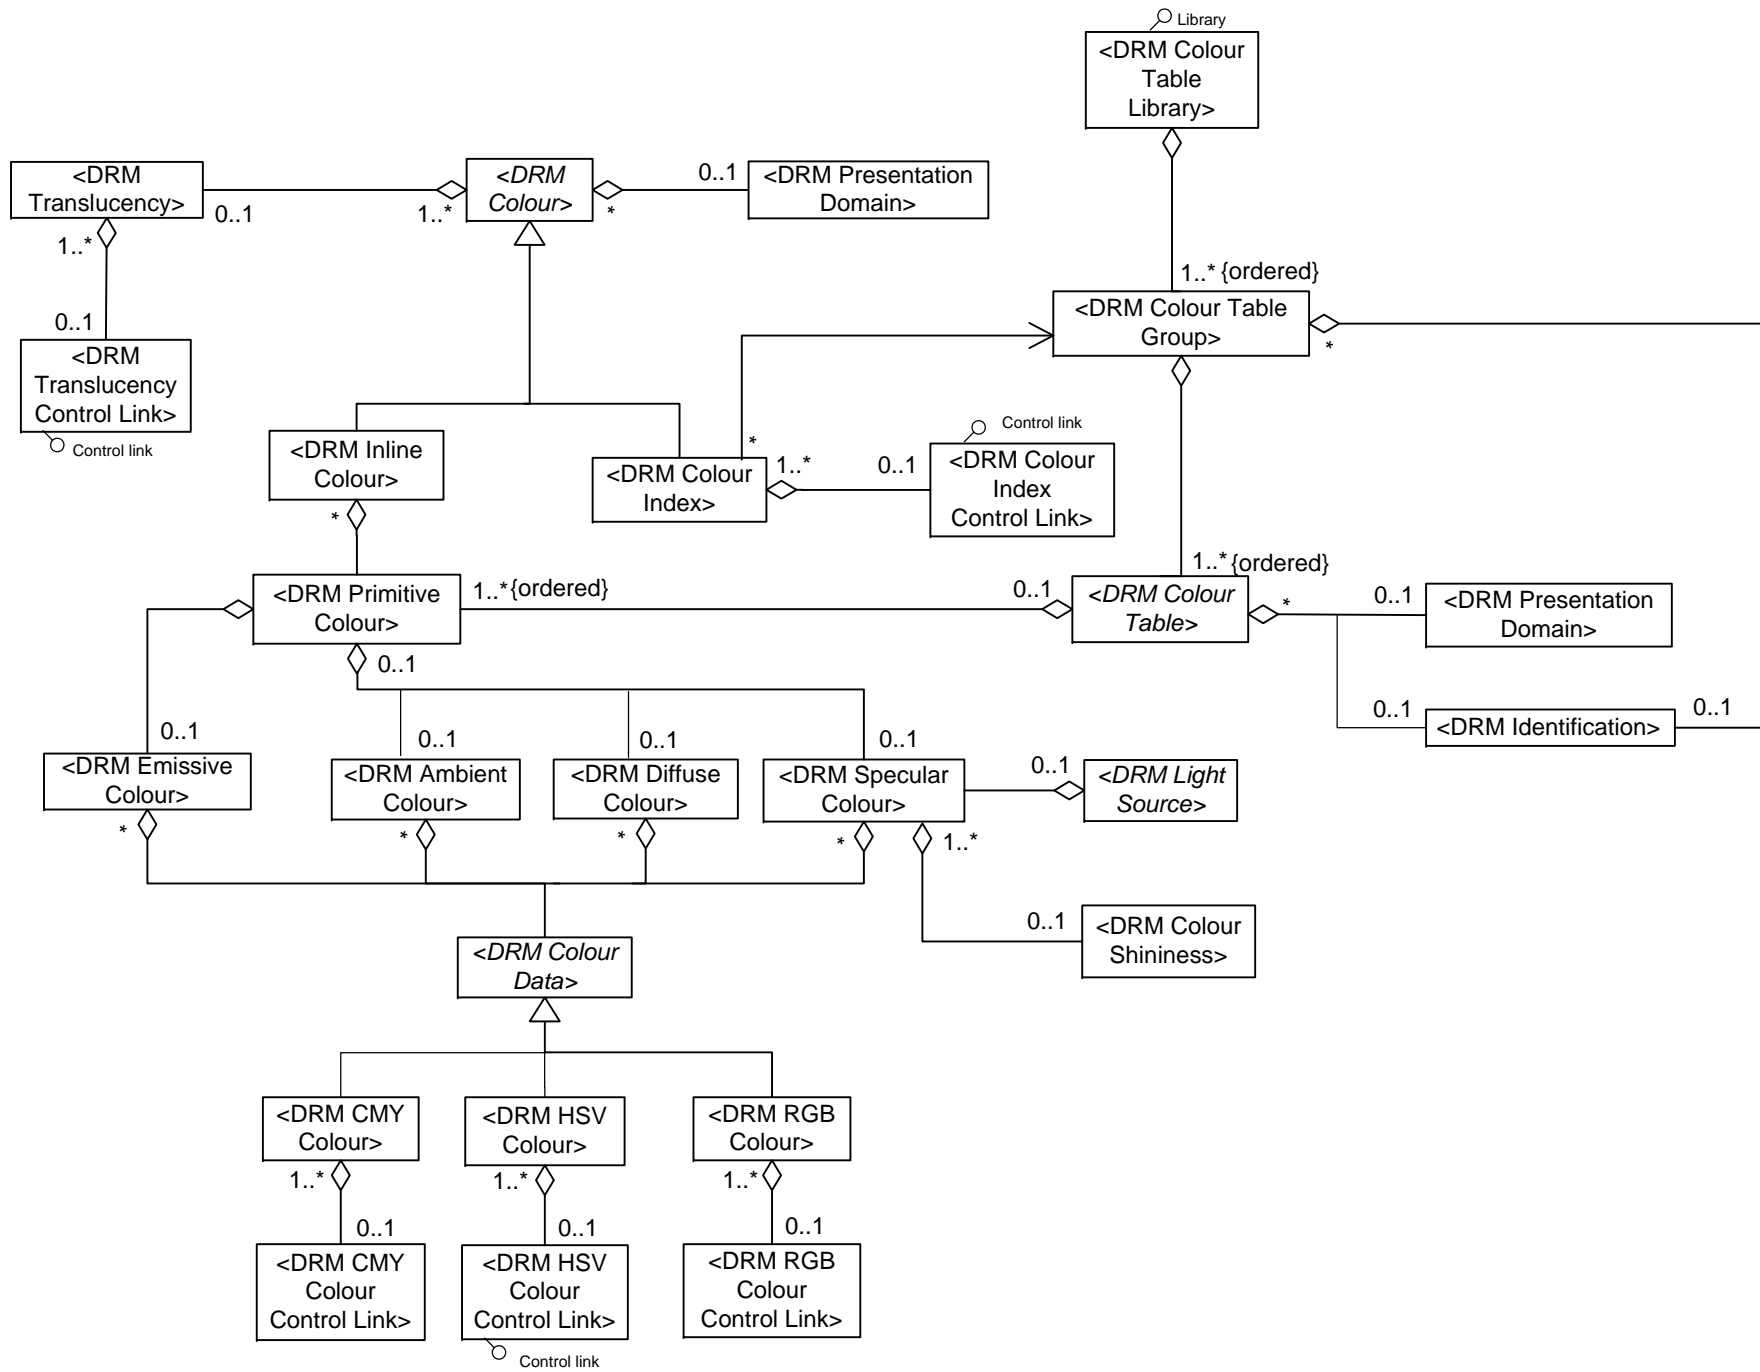 Library
<DRM Colour
Table
Library>
<DRM
Translucency>
0..1
1..*
<DRM
Colour>
*
0..1
<DRM Presentation
Domain>
1..*
0..1
<DRM
Translucency
Control Link>
Control link
1..* {ordered}
<DRM Colour Table
Group>
*
<DRM Inline
Colour>
*
<DRM Colour
Index>
*
1..*
0..1
Control link
<DRM Colour
Index
Control Link>
1..* {ordered}
<DRM Primitive
Colour>
1..* {ordered}
0..1
<DRM Colour
Table>
*
0..1
<DRM Presentation
Domain>
0..1
0..1
<DRM Identification>
0..1
0..1
<DRM Emissive
Colour>
*
0..1
<DRM Ambient
Colour>
*
0..1
<DRM Diffuse
Colour>
*
0..1
<DRM Specular
Colour>
*
1..*
0..1
<DRM Light
Source>
0..1
<DRM Colour
Shininess>
<DRM Colour
Data>
<DRM CMY
Colour>
1..*
<DRM HSV
Colour>
1..*
<DRM RGB
Colour>
1..*
0..1
<DRM CMY
Colour
Control Link>
0..1
<DRM HSV
Colour
Control Link>
Control link
0..1
<DRM RGB
Colour
Control Link>